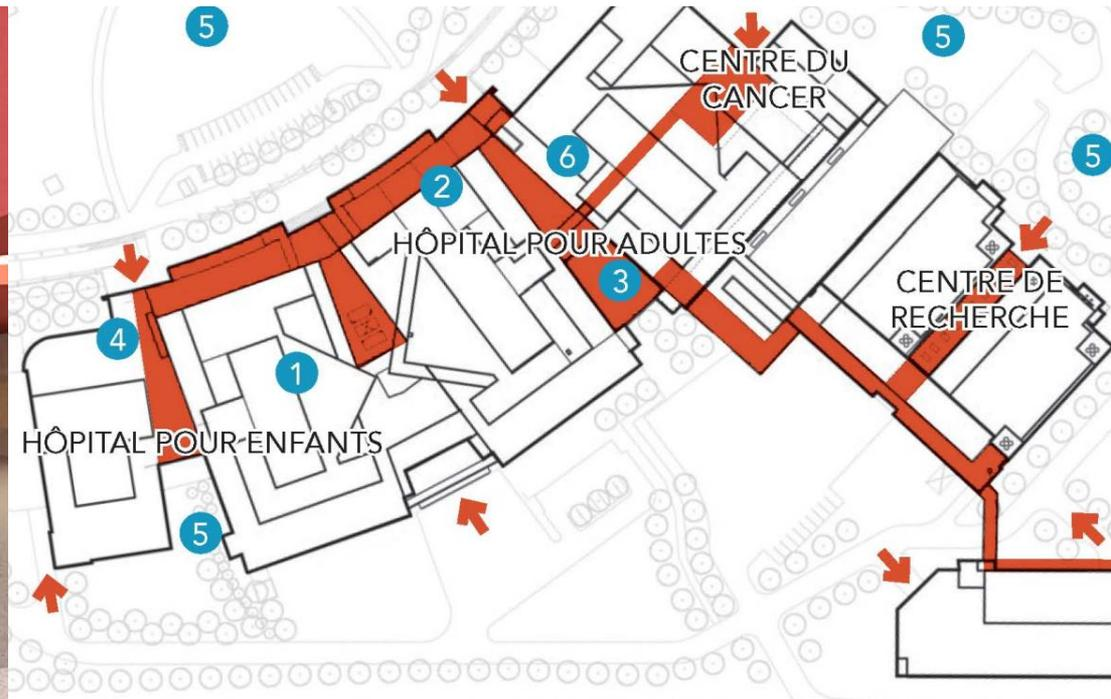 5
5
CENTRE DU
CANCER
5
6
2
HÔPITAL POUR ADULTES
3
CENTRE DE
RECHERCHE
4
1
HÔPITAL POUR ENFANTS
5